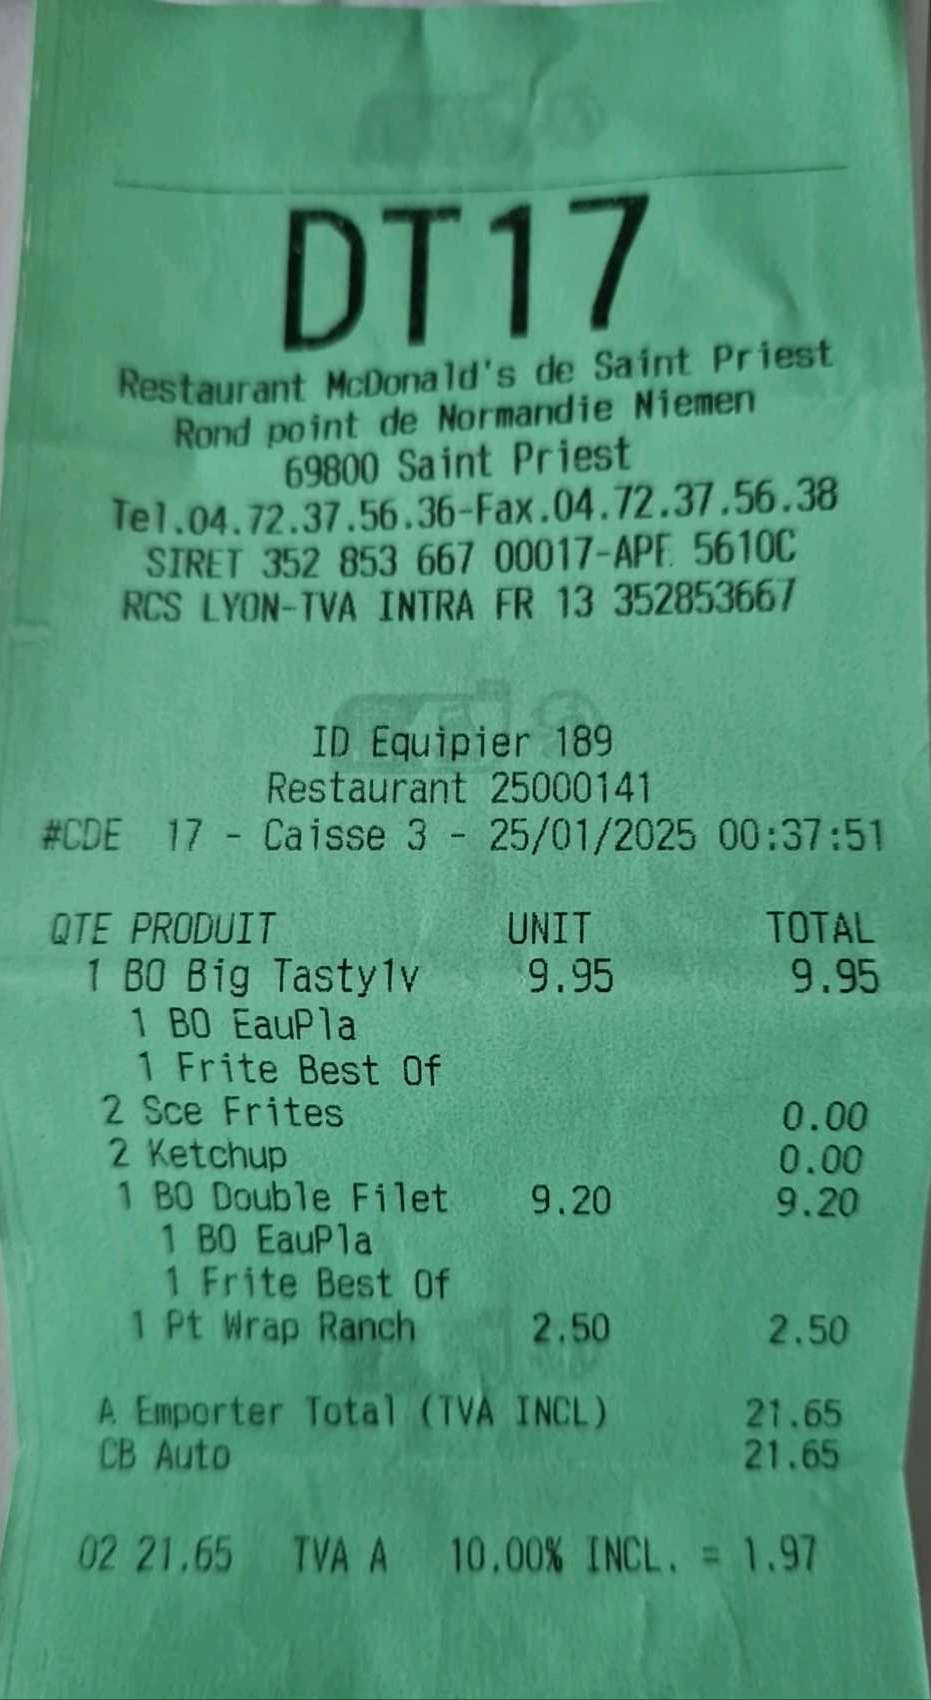 DT17
Restaurant McDonald's de Saint Priest
Rond point de Normandie Niemen
69800 Saint Priest
Tel.04.72.37.56.36-Fax.04.72.37.56.38
SIRET 352 853 667 00017-APE 5610C
RCS LYON-TVA INTRA FR 13 352853667
ID Equipier 189
Restaurant 25000141
#CDE 17 - Caisse 3 - 25/01/2025 00:37:51
QTE PRODUIT UNIT TOTAL
1 BO Big Tasty1v 9.95 9.95
1 BO EauPla
1 Frite Best Of
2 Sce Frites 0.00
2 Ketchup 0.00
1 BO Double Filet 9.20 9.20
1 BO EauPla
1 Frite Best Of
1 Pt Wrap Ranch 2.50 2.50
A Emporter Total (TVA INCL) 21.65
CB Auto 21.65
02 21.65 TVA A 10.00% INCL. = 1.97